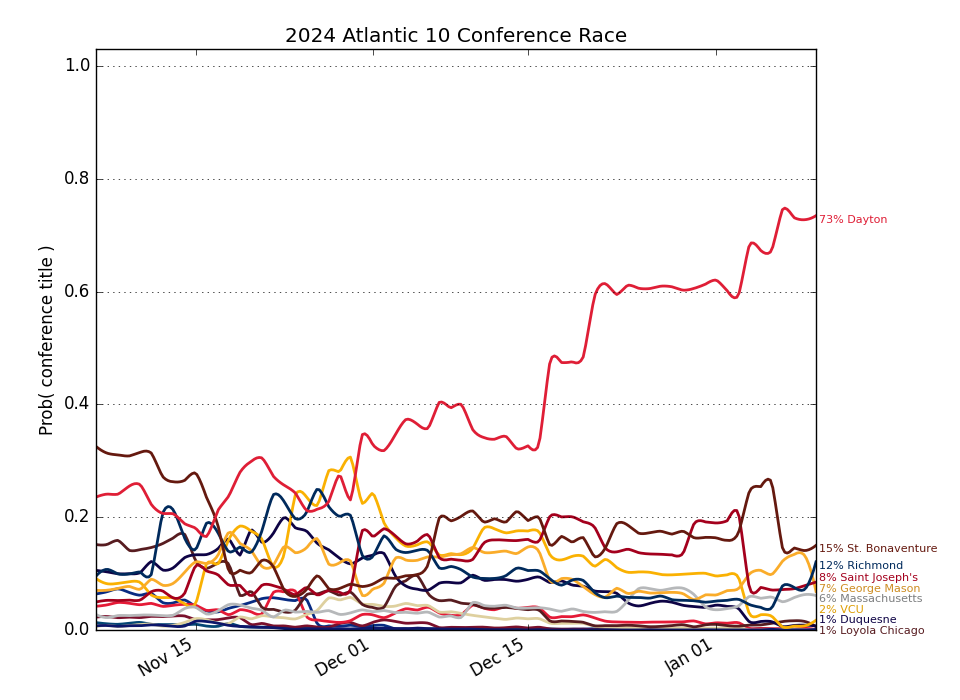 2024 Atlantic 10 Conference Race
Prob( conference title )
1.0
0.8
0.6
0.4
0.2
0.0
Nov 15
Dec 01
Dec 15
Jan 01
73% Dayton
15% St. Bonaventure
12% Richmond
8% Saint Joseph's
7% George Mason
6% Massachusetts
2% VCU
1% Duquesne
1% Loyola Chicago